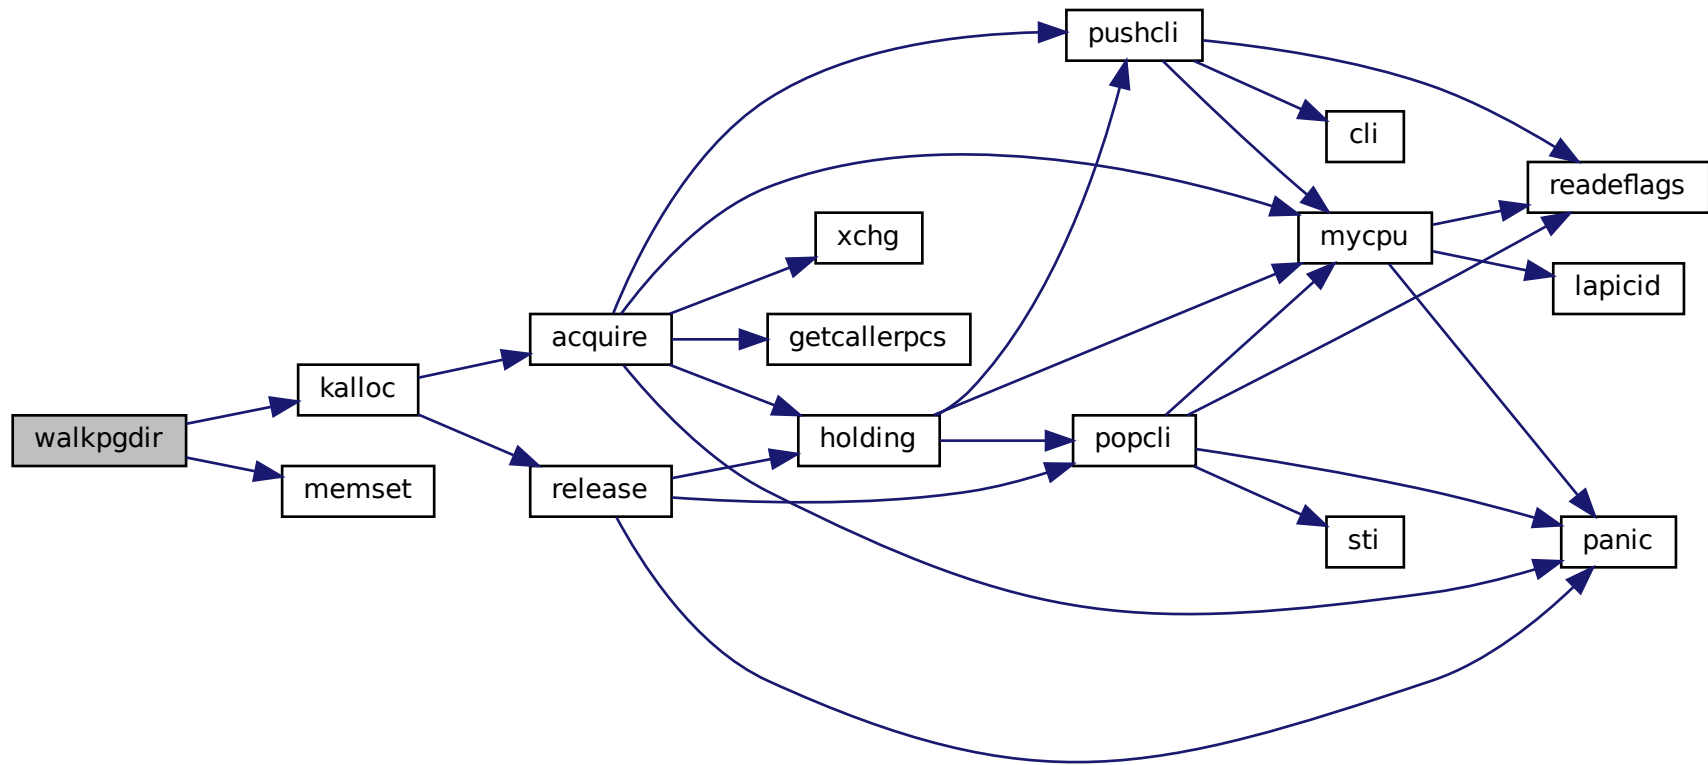 pushcli
cli
readeflags
xchg
mycpu
lapicid
acquire
getcallerpcs
kalloc
walkpgdir
holding
popcli
memset
release
sti
panic